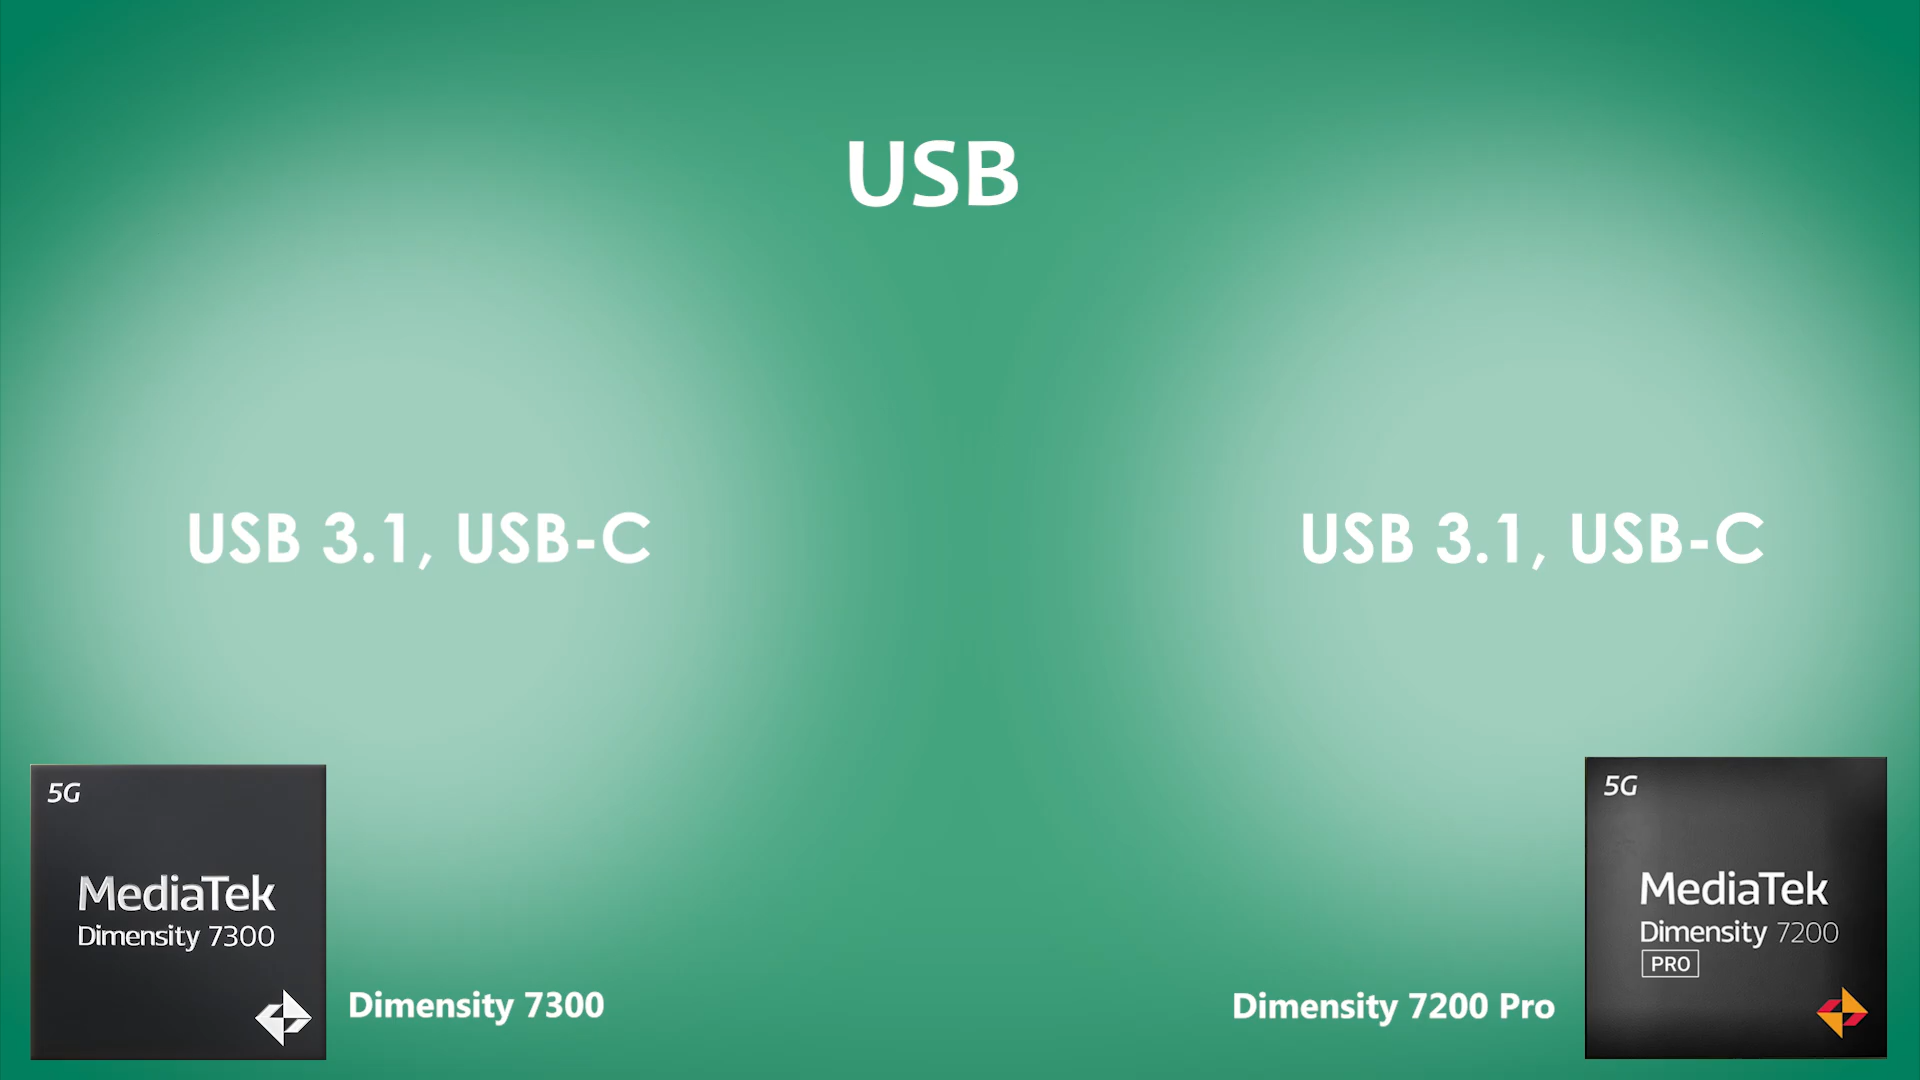 USB
USB 3.1, USB-C
USB 3.1, USB-C
5G
MediaTek
Dimensity 7300
Dimensity 7300
Dimensity 7200 Pro
5G
MediaTek
Dimensity 7200
PRO